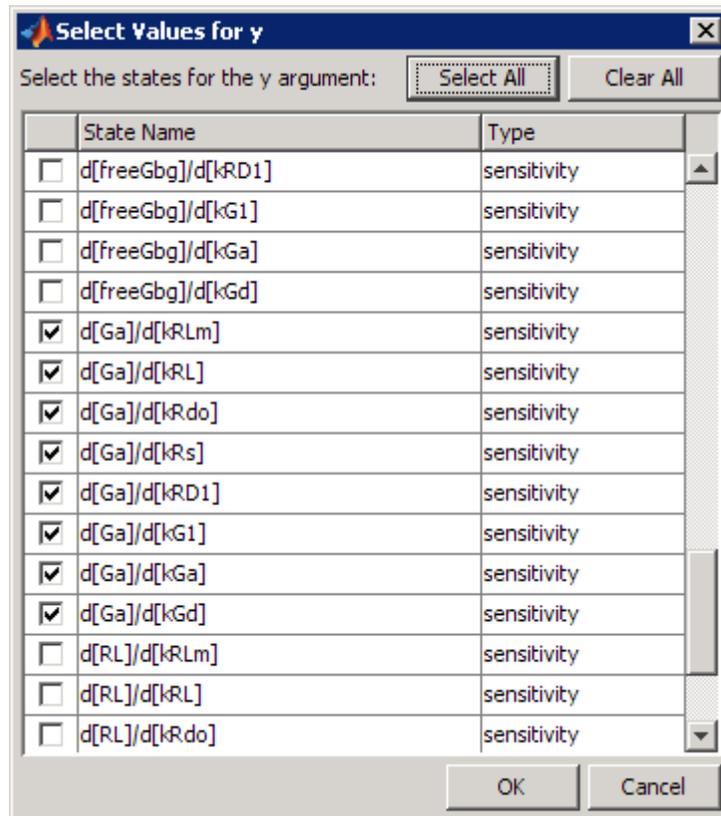 Select Values for y
Select the states for the y argument: Select All Clear All
State Name Type
d[freeGbg]/d[kRD1] sensitivity
d[freeGbg]/d[kG1] sensitivity
d[freeGbg]/d[kGa] sensitivity
d[freeGbg]/d[kGd] sensitivity
d[Ga]/d[kRLm] sensitivity
d[Ga]/d[kRL] sensitivity
d[Ga]/d[kRdo] sensitivity
d[Ga]/d[kRs] sensitivity
d[Ga]/d[kRD1] sensitivity
d[Ga]/d[kG1] sensitivity
d[Ga]/d[kGa] sensitivity
d[Ga]/d[kGd] sensitivity
d[RL]/d[kRLm] sensitivity
d[RL]/d[kRL] sensitivity
d[RL]/d[kRdo] sensitivity
OK Cancel